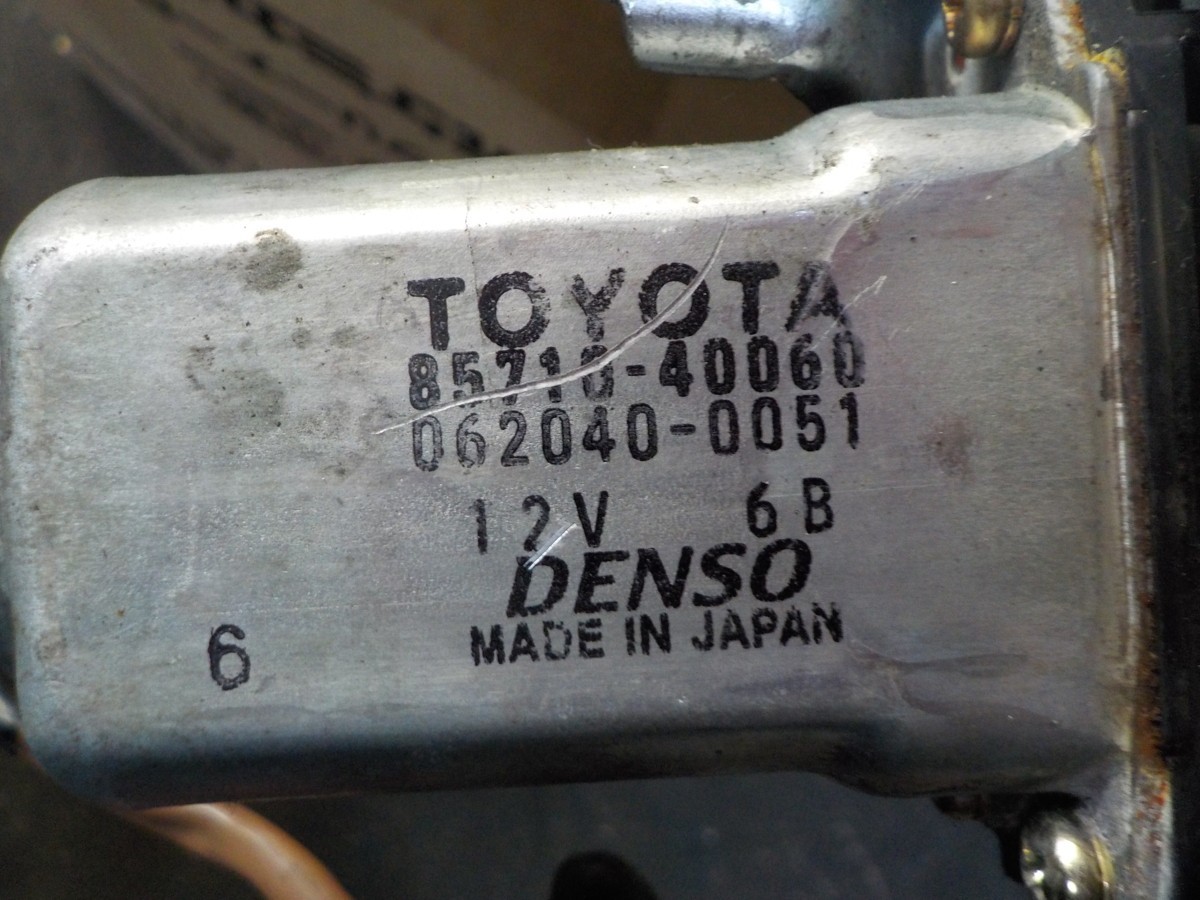 TOYOTA
85710-40060
062040-0051
12V 6B
DENSO
MADE IN JAPAN
6